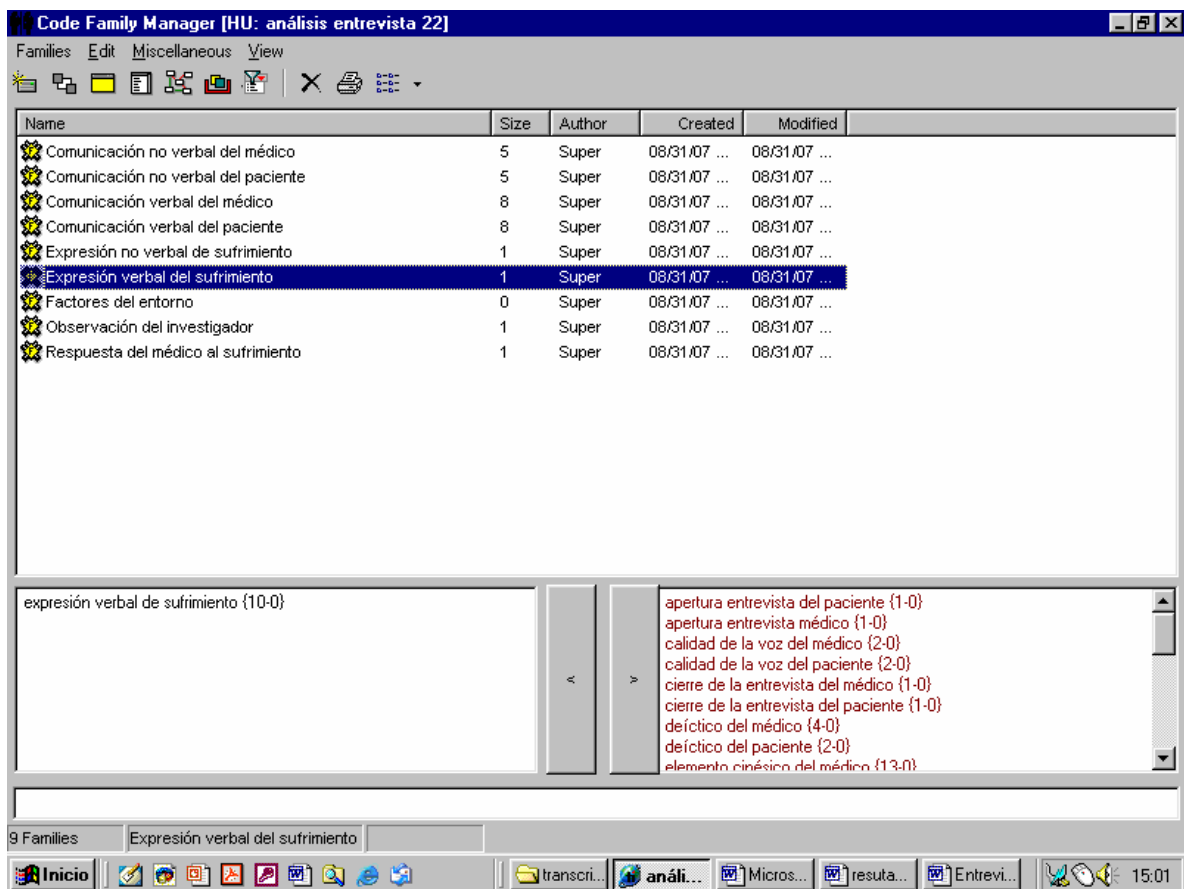 Code Family Manager [HU: análisis entrevista 22]
Families Edit Miscellaneous View
Name Size Author Created Modified
Comunicación no verbal del médico 5 Super 08/31/07 ... 08/31/07 ...
Comunicación no verbal del paciente 5 Super 08/31/07 ... 08/31/07 ...
Comunicación verbal del médico 8 Super 08/31/07 ... 08/31/07 ...
Comunicación verbal del paciente 8 Super 08/31/07 ... 08/31/07 ...
Expresión no verbal de sufrimiento 1 Super 08/31/07 ... 08/31/07 ...
Expresión verbal del sufrimiento 1 Super 08/31/07 ... 08/31/07 ...
Factores del entorno 0 Super 08/31/07 ... 08/31/07 ...
Observación del investigador 1 Super 08/31/07 ... 08/31/07 ...
Respuesta del médico al sufrimiento 1 Super 08/31/07 ... 08/31/07 ...
expresión verbal de sufrimiento {10-0}
< >
apertura entrevista del paciente {1-0}
apertura entrevista médico {1-0}
calidad de la voz del médico {2-0}
calidad de la voz del paciente {2-0}
cierre de la entrevista del médico {1-0}
cierre de la entrevista del paciente {1-0}
deíctico del médico {4-0}
deíctico del paciente {2-0}
elemento cinésico del médico {13-0}
9 Families Expresión verbal del sufrimiento
Inicio transcri... análi... Micros... resuta... Entrevi... 15:01